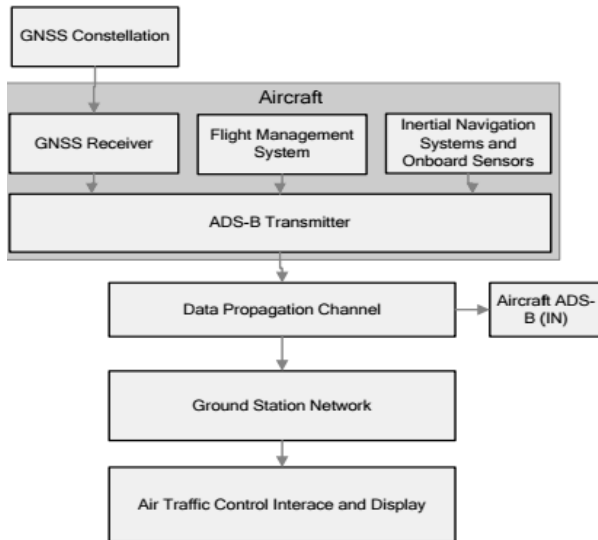 GNSS Constellation
Aircraft
GNSS Receiver
Flight Management
System
Inertial Navigation
Systems and
Onboard Sensors
ADS-B Transmitter
Data Propagation Channel
Aircraft ADS-
B (IN)
Ground Station Network
Air Traffic Control Interace and Display